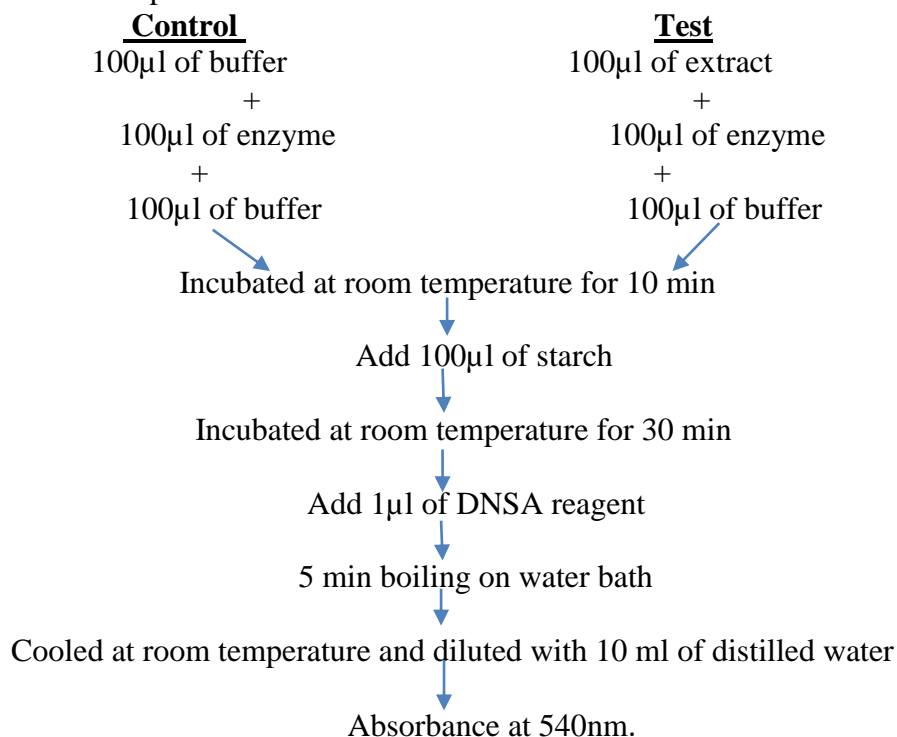 Control Test
100µl of buffer 100µl of extract
+ +
100µl of enzyme 100µl of enzyme
+ +
100µl of buffer 100µl of buffer
Incubated at room temperature for 10 min
Add 100µl of starch
Incubated at room temperature for 30 min
Add 1µl of DNSA reagent
5 min boiling on water bath
Cooled at room temperature and diluted with 10 ml of distilled water
Absorbance at 540nm.